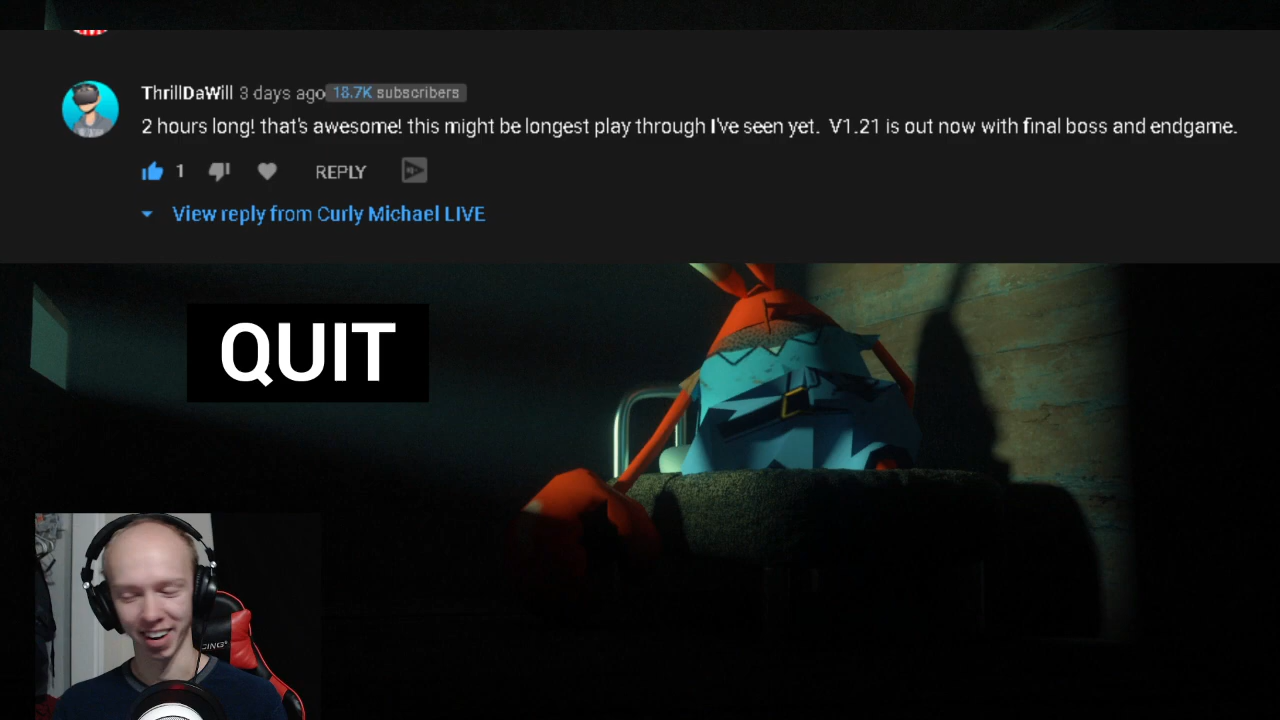 ThrillDaWill 3 days ago 18.7K subscribers
2 hours long! that's awesome! this might be longest play through I've seen yet. V1.21 is out now with final boss and endgame.
1 REPLY
View reply from Curly Michael LIVE
QUIT
CING